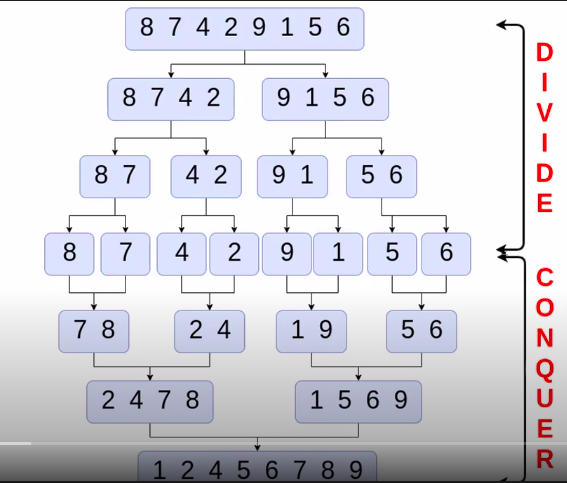 8 7 4 2 9 1 5 6
8 7 4 2
9 1 5 6
8 7
4 2
9 1
5 6
8
7
4
2
9
1
5
6
7 8
2 4
1 9
5 6
2 4 7 8
1 5 6 9
1 2 4 5 6 7 8 9
DIVIDE
CONQUER